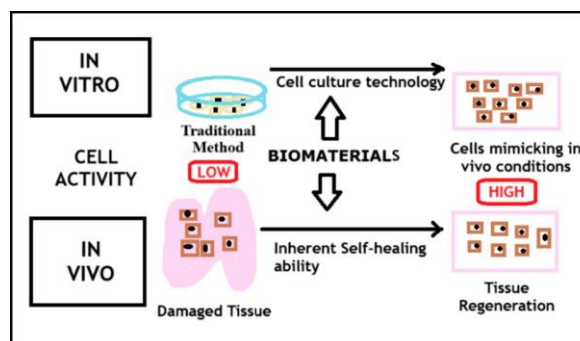 IN
VITRO
Cell culture technology
Traditional
Method
BIOMATERIALS
Cells mimicking in
vivo conditions
CELL
ACTIVITY
LOW
HIGH
IN
VIVO
Inherent Self-healing
ability
Damaged Tissue
Tissue
Regeneration